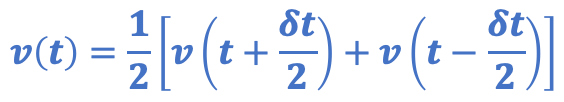 v(t) = 1/2 [v(t + δt/2) + v(t − δt/2)]